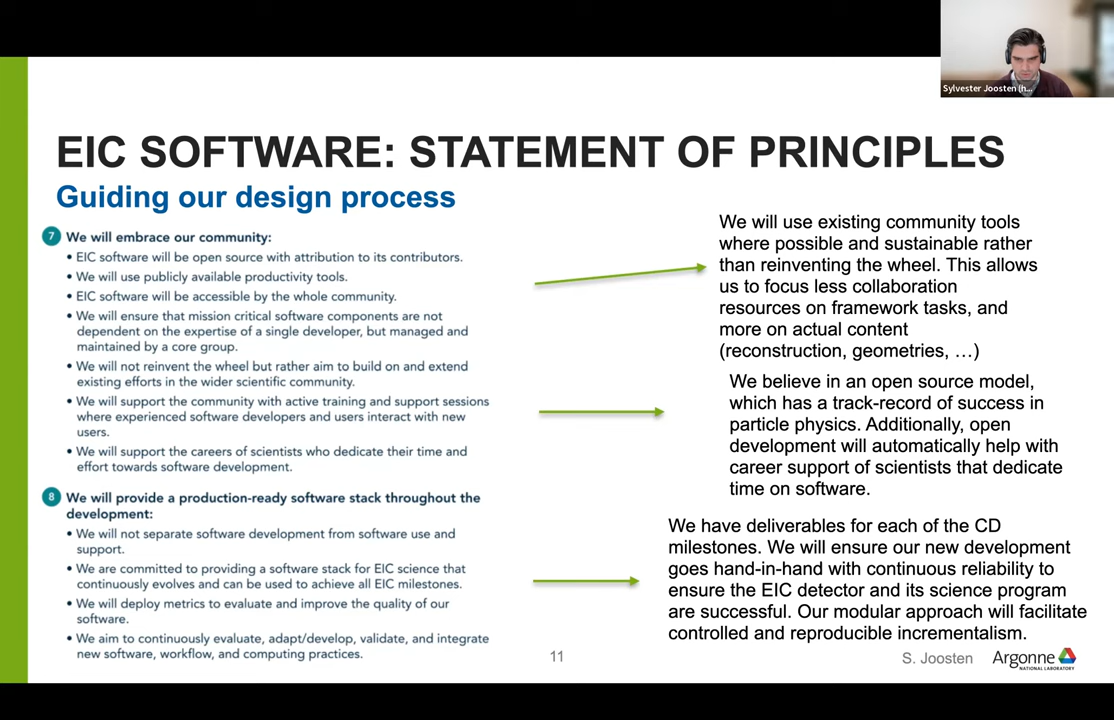 Sylvester Joosten (h...
EIC SOFTWARE: STATEMENT OF PRINCIPLES
Guiding our design process
7 We will embrace our community:
• EIC software will be open source with attribution to its contributors.
• We will use publicly available productivity tools.
• EIC software will be accessible by the whole community.
• We will ensure that mission critical software components are not
dependent on the expertise of a single developer, but managed and
maintained by a core group.
• We will not reinvent the wheel but rather aim to build on and extend
existing efforts in the wider scientific community.
• We will support the community with active training and support sessions
where experienced software developers and users interact with new
users.
• We will support the careers of scientists who dedicate their time and
effort towards software development.
8 We will provide a production-ready software stack throughout the
development:
• We will not separate software development from software use and
support.
• We are committed to providing a software stack for EIC science that
continuously evolves and can be used to achieve all EIC milestones.
• We will deploy metrics to evaluate and improve the quality of our
software.
• We aim to continuously evaluate, adapt/develop, validate, and integrate
new software, workflow, and computing practices.
We will use existing community tools
where possible and sustainable rather
than reinventing the wheel. This allows
us to focus less collaboration
resources on framework tasks, and
more on actual content
(reconstruction, geometries, …)
We believe in an open source model,
which has a track-record of success in
particle physics. Additionally, open
development will automatically help with
career support of scientists that dedicate
time on software.
We have deliverables for each of the CD
milestones. We will ensure our new development
goes hand-in-hand with continuous reliability to
ensure the EIC detector and its science program
are successful. Our modular approach will facilitate
controlled and reproducible incrementalism.
11
S. Joosten
Argonne
NATIONAL LABORATORY